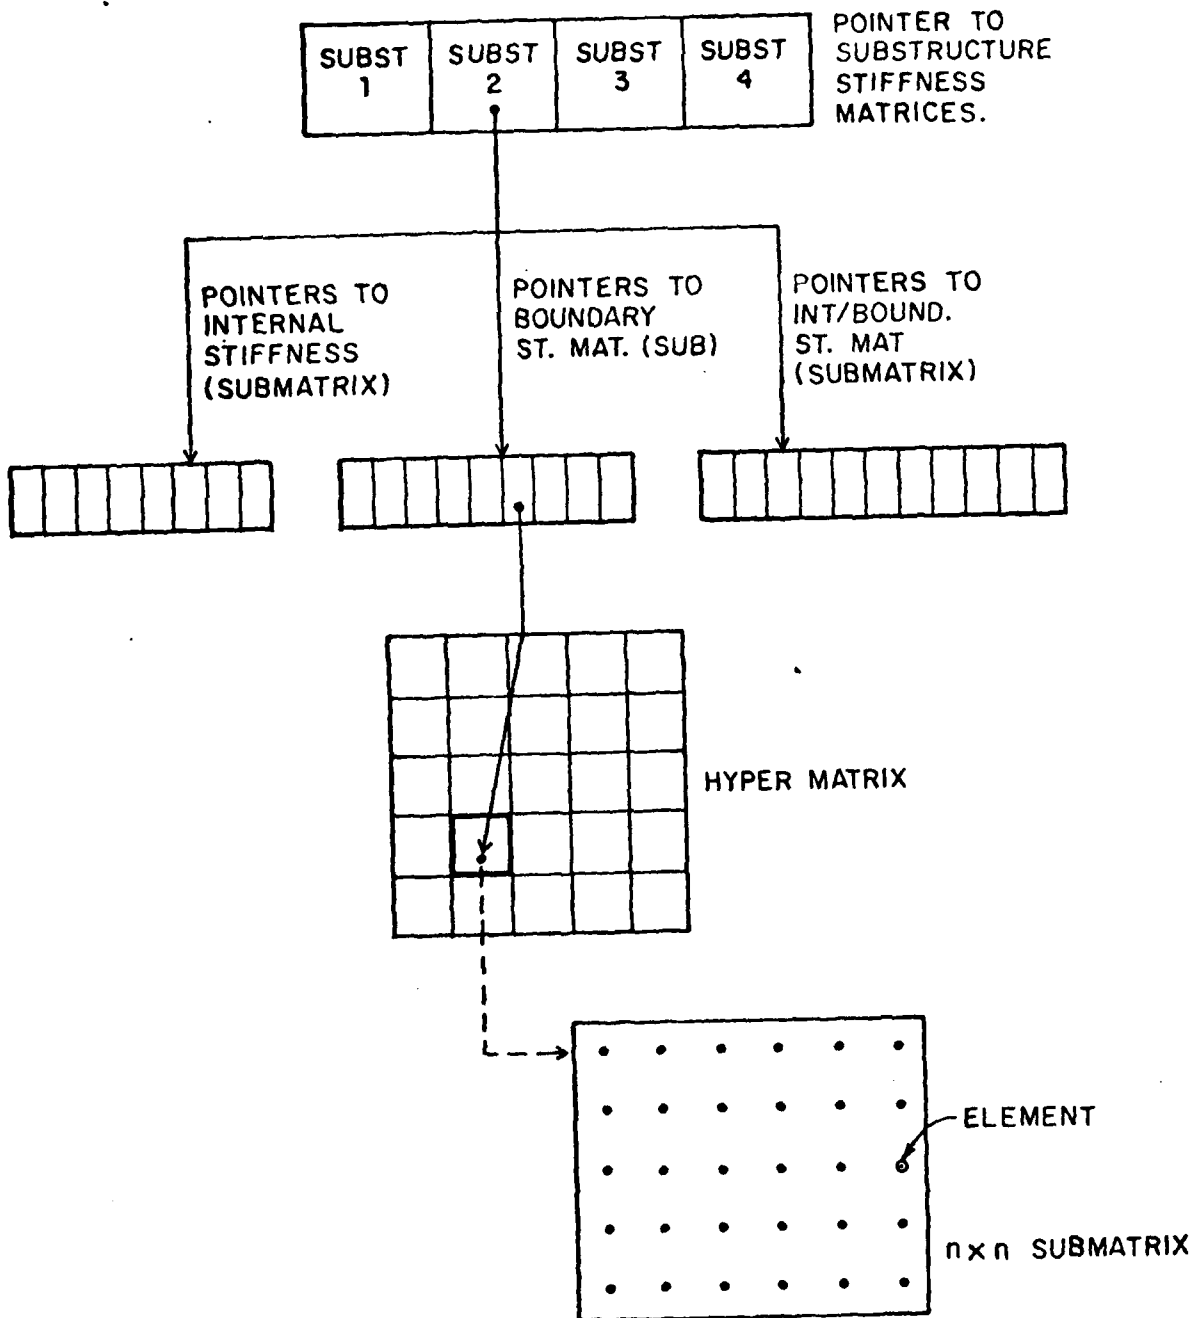 SUBST
1
SUBST
2
SUBST
3
SUBST
4
POINTER TO
SUBSTRUCTURE
STIFFNESS
MATRICES.
POINTERS TO
INTERNAL
STIFFNESS
(SUBMATRIX)
POINTERS TO
BOUNDARY
ST. MAT. (SUB)
POINTERS TO
INT/BOUND.
ST. MAT
(SUBMATRIX)
HYPER MATRIX
ELEMENT
n×n SUBMATRIX